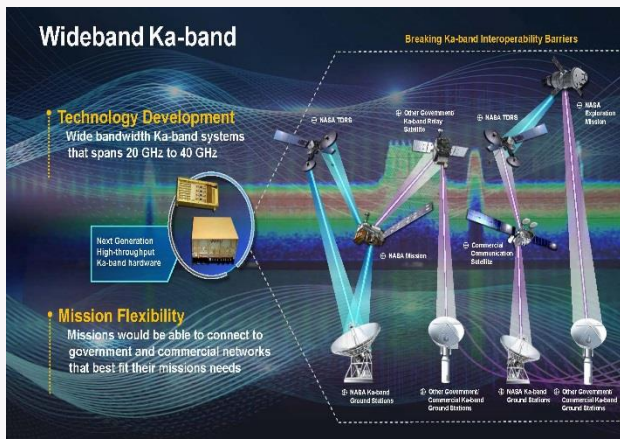 Wideband Ka-band
Breaking Ka-band Interoperability Barriers
Technology Development
Wide bandwidth Ka-band systems
that spans 20 GHz to 40 GHz
Next Generation
High-throughput
Ka-band hardware
Mission Flexibility
Missions would be able to connect to
government and commercial networks
that best fit their missions needs
NASA TDRS
Other Government/
Ka-band Relay
Satellite
NASA TDRS
NASA
Exploration
Mission
NASA Mission
Commercial
Communication
Satellite
NASA Ka-band
Ground Stations
Other Government/
Commercial Ka-band
Ground Stations
NASA Ka-band
Ground Stations
Other Government/
Commercial Ka-band
Ground Stations